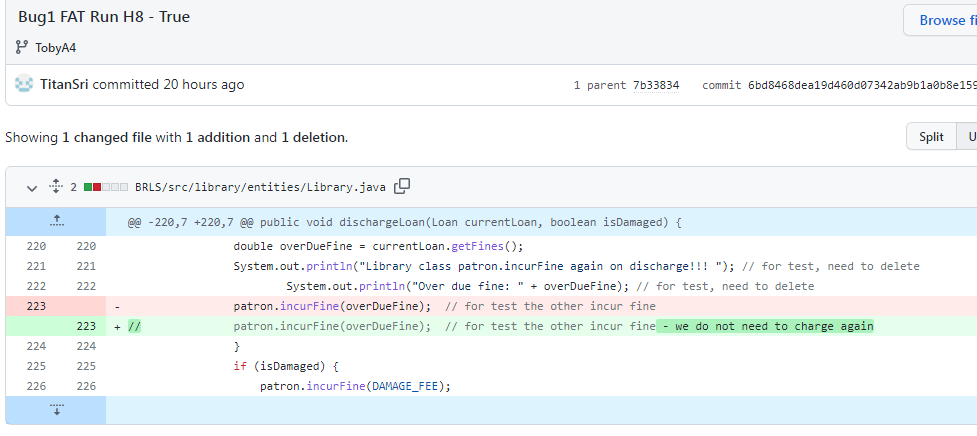 Bug1 FAT Run H8 - True
Browse fi
TobyA4
TitanSri committed 20 hours ago
1 parent 7b33834 commit 6bd8468dea19d460d07342ab9b1a0b8e159
Showing 1 changed file with 1 addition and 1 deletion.
Split U
2 BRLS/src/library/entities/Library.java
@@ -220,7 +220,7 @@ public void dischargeLoan(Loan currentLoan, boolean isDamaged) {
220 220 double overDueFine = currentLoan.getFines();
221 221 System.out.println("Library class patron.incurFine again on discharge!!! "); // for test, need to delete
222 222 System.out.println("Over due fine: " + overDueFine); // for test, need to delete
223 - patron.incurFine(overDueFine); // for test the other incur fine
223 + // patron.incurFine(overDueFine); // for test the other incur fine - we do not need to charge again
224 224 }
225 225 if (isDamaged) {
226 226 patron.incurFine(DAMAGE_FEE);